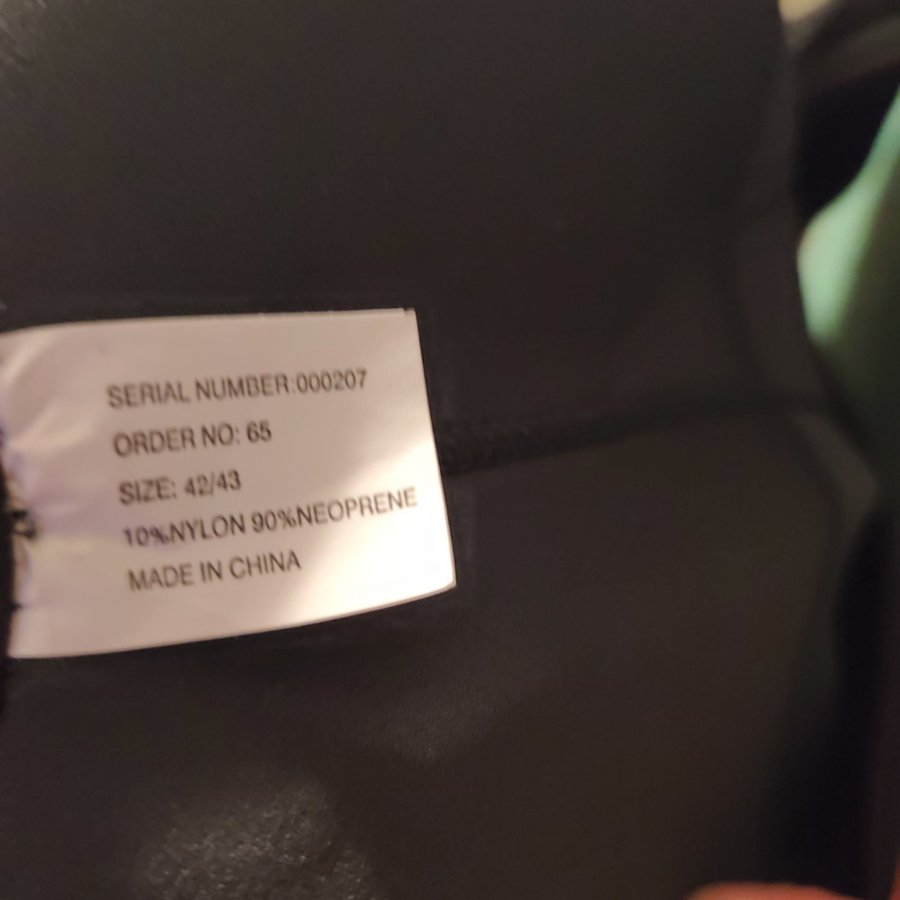 SERIAL NUMBER:000207
ORDER NO: 65
SIZE: 42/43
10%NYLON 90%NEOPRENE
MADE IN CHINA